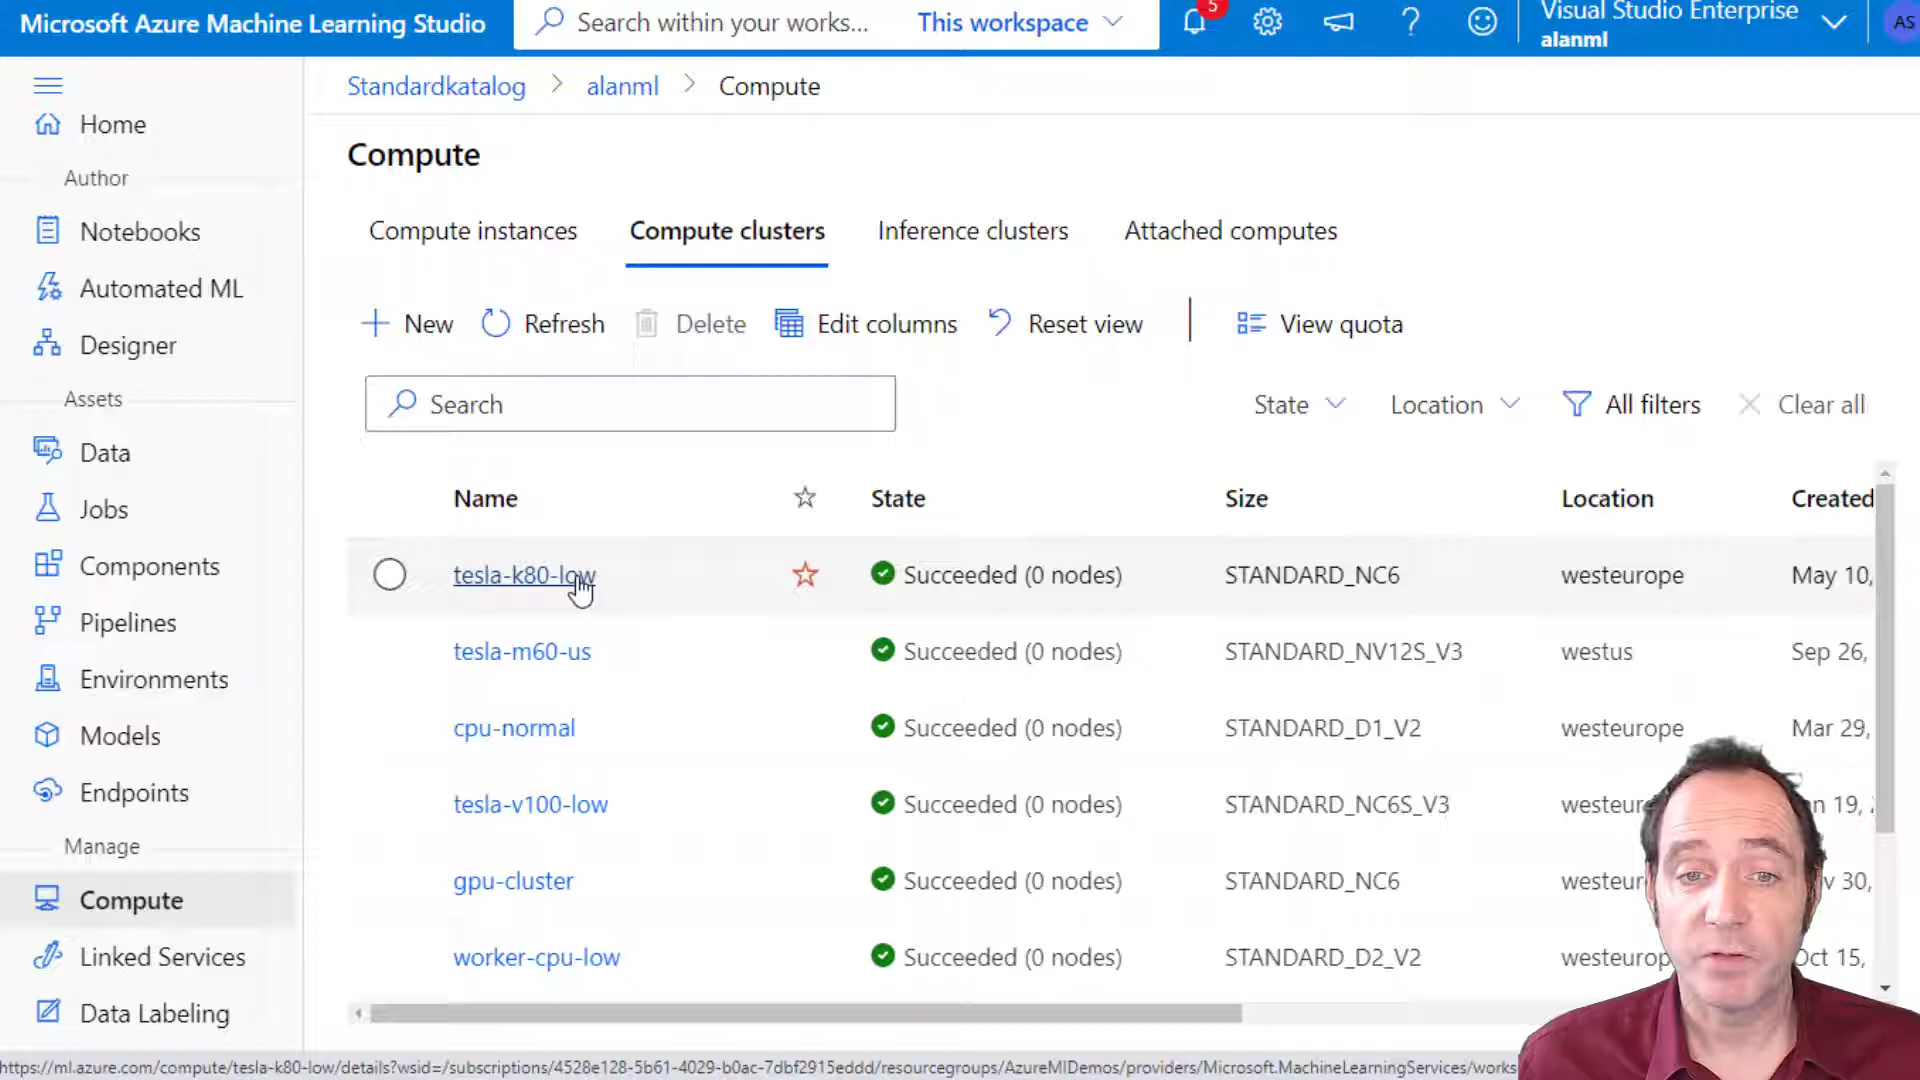 Microsoft Azure Machine Learning Studio
Search within your works...
This workspace
5
?
Visual Studio Enterprise
alanml
AS
Standardkatalog > alanml > Compute
Home
Author
Notebooks
Automated ML
Designer
Assets
Data
Jobs
Components
Pipelines
Environments
Models
Endpoints
Manage
Compute
Linked Services
Data Labeling
Compute
Compute instances
Compute clusters
Inference clusters
Attached computes
New
Refresh
Delete
Edit columns
Reset view
View quota
Search
State
Location
All filters
Clear all
Name State Size Location Created
tesla-k80-low Succeeded (0 nodes) STANDARD_NC6 westeurope May 10,
tesla-m60-us Succeeded (0 nodes) STANDARD_NV12S_V3 westus Sep 26,
cpu-normal Succeeded (0 nodes) STANDARD_D1_V2 westeurope Mar 29,
tesla-v100-low Succeeded (0 nodes) STANDARD_NC6S_V3 westeur n 19,
gpu-cluster Succeeded (0 nodes) STANDARD_NC6 westeur v 30,
worker-cpu-low Succeeded (0 nodes) STANDARD_D2_V2 westeurop Oct 15,
https://ml.azure.com/compute/tesla-k80-low/details?wsid=/subscriptions/4528e128-5b61-4029-b0ac-7dbf2915eddd/resourcegroups/AzureMlDemos/providers/Microsoft.MachineLearningServices/works